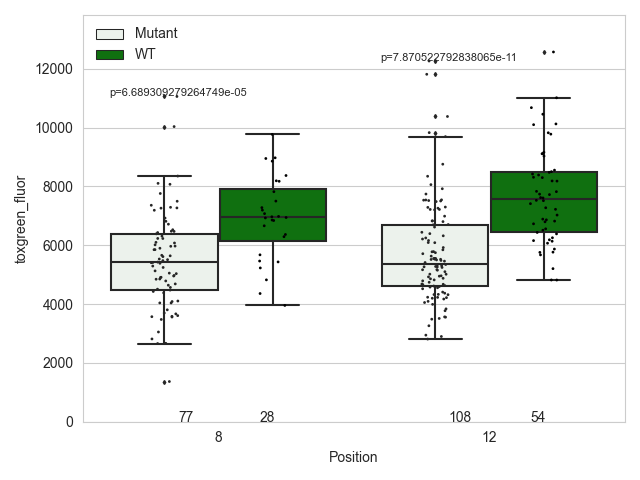 Mutant
WT
p=7.870522792838065e-11
p=6.689309279264749e-05
toxgreen_fluor
12000
10000
8000
6000
4000
2000
0
77 28 108 54
8 12
Position